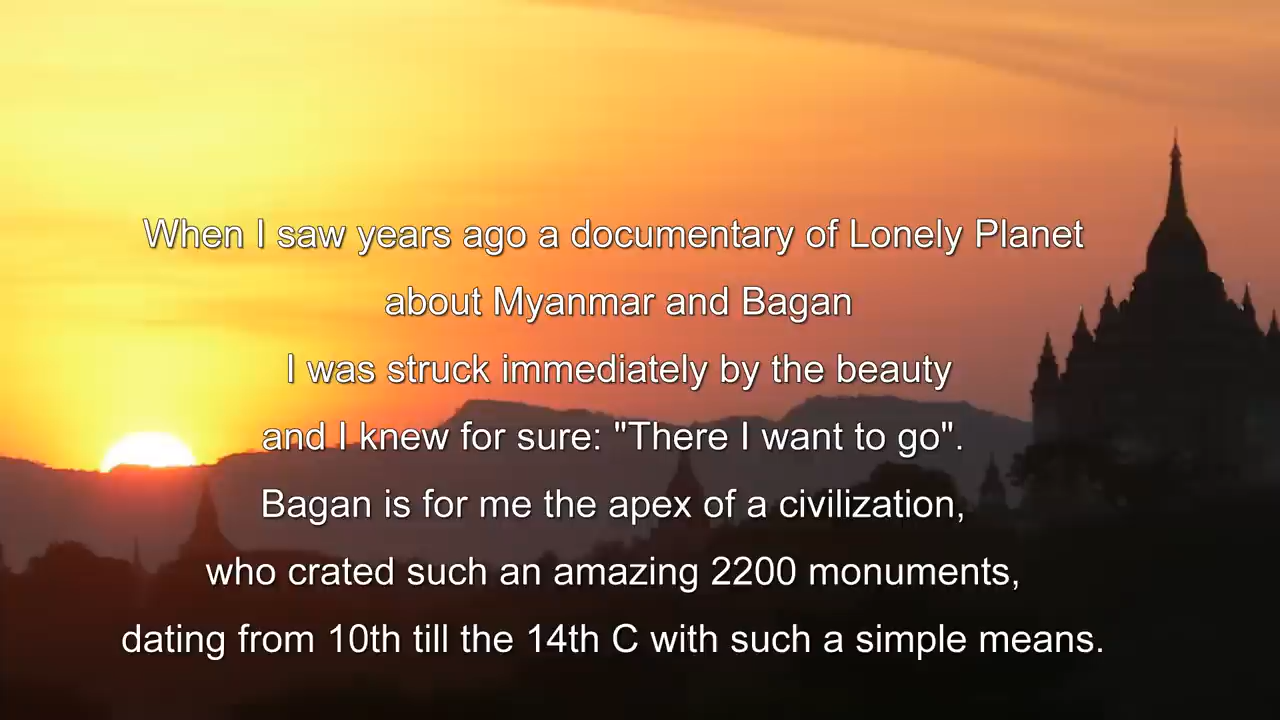 When I saw years ago a documentary of Lonely Planet
about Myanmar and Bagan
I was struck immediately by the beauty
and I knew for sure: "There I want to go".
Bagan is for me the apex of a civilization,
who crated such an amazing 2200 monuments,
dating from 10th till the 14th C with such a simple means.